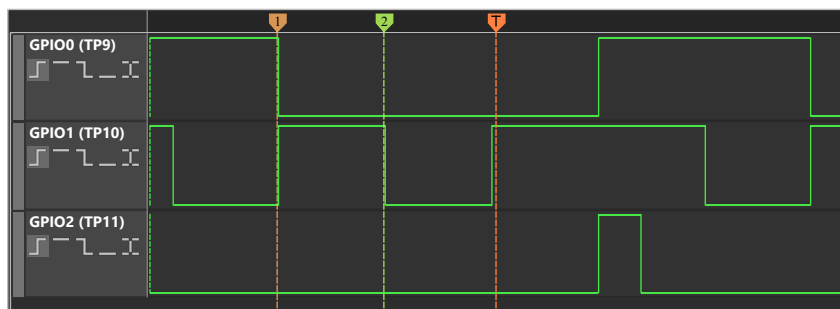 1 2 T
GPIO0 (TP9)
GPIO1 (TP10)
GPIO2 (TP11)